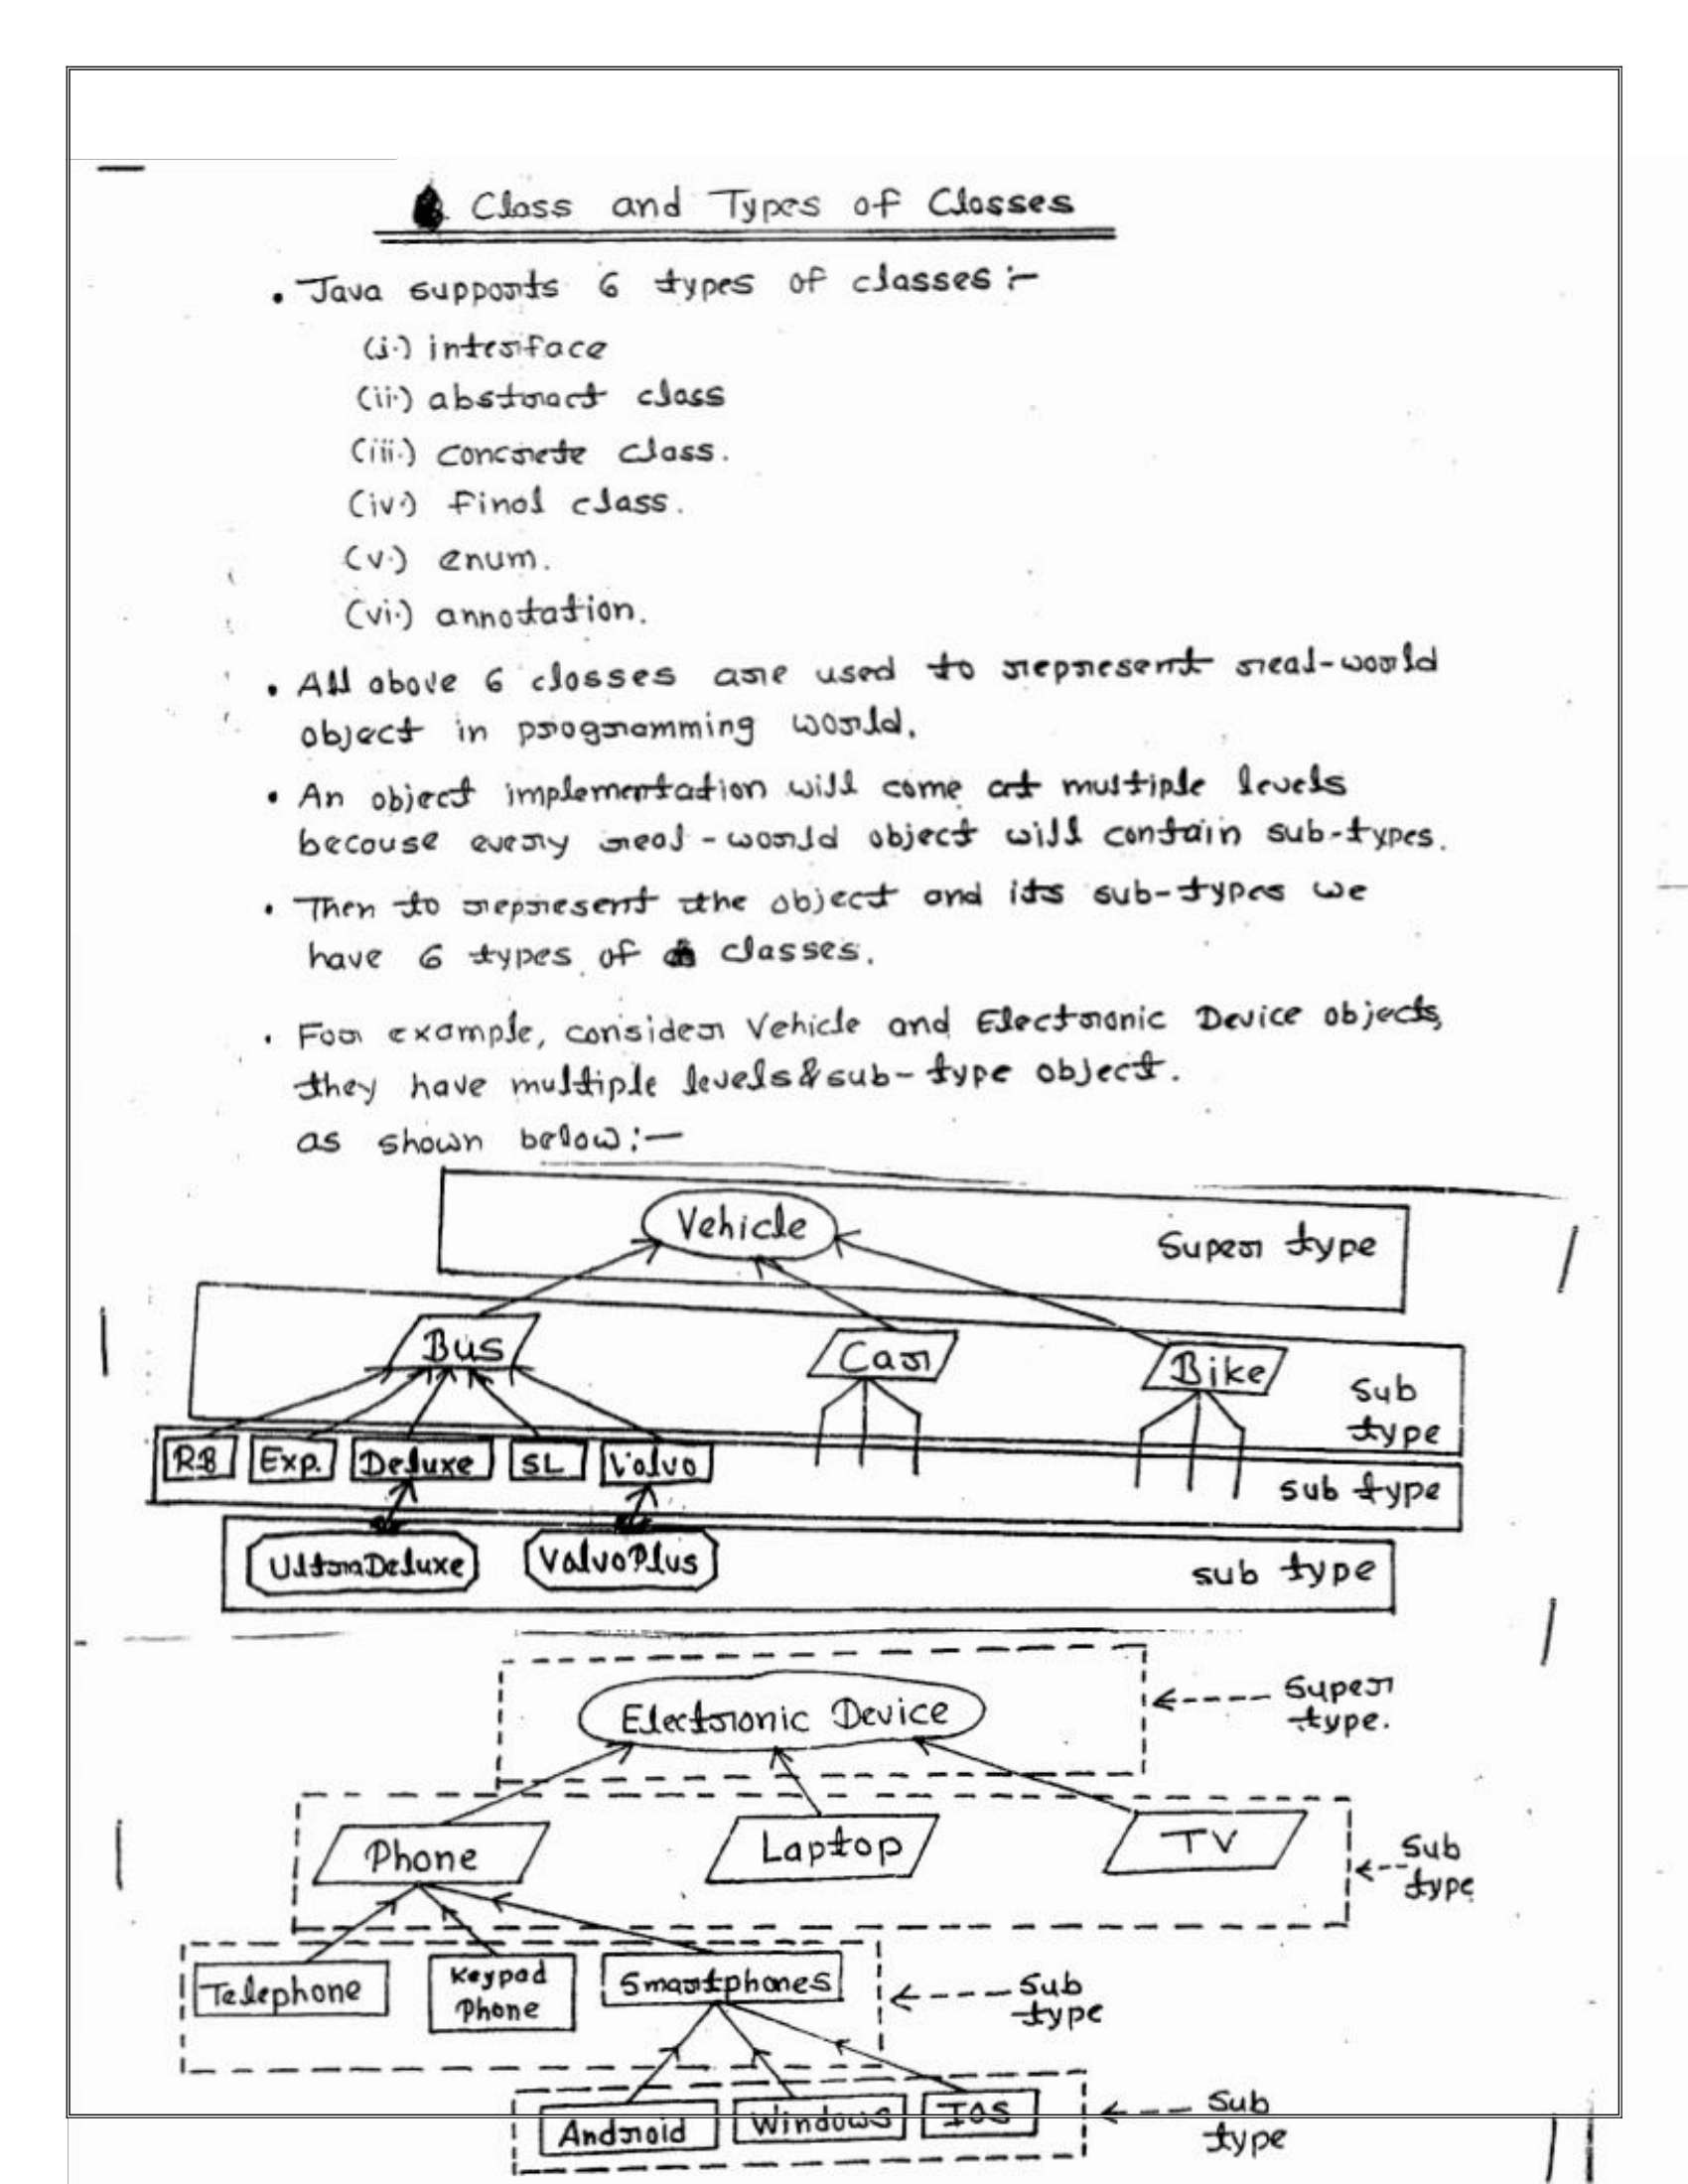 Class and Types of Classes
• Java supports 6 types of classes :-
(i.) interface
(ii.) abstract class
(iii.) concrete class.
(iv.) final class.
(v.) enum.
(vi.) annotation.
• All above 6 classes are used to represent real-world
object in programming world.
• An object implementation will come at multiple levels
because every real-world object will contain sub-types.
• Then to represent the object and its sub-types we
have 6 types of classes.
• For example, consider Vehicle and Electronic Device objects,
they have multiple levels & sub-type object.
as shown below:-
Vehicle
Super type
Bus
Car
Bike
Sub
type
RB Exp. Deluxe SL Valvo
sub type
UltraDeluxe ValvoPlus
sub type
Electronic Device
Super
type.
Phone Laptop TV
Sub
type
Telephone
Keypad
Phone
Smartphones
Sub
type
Android Windows IOS
Sub
type